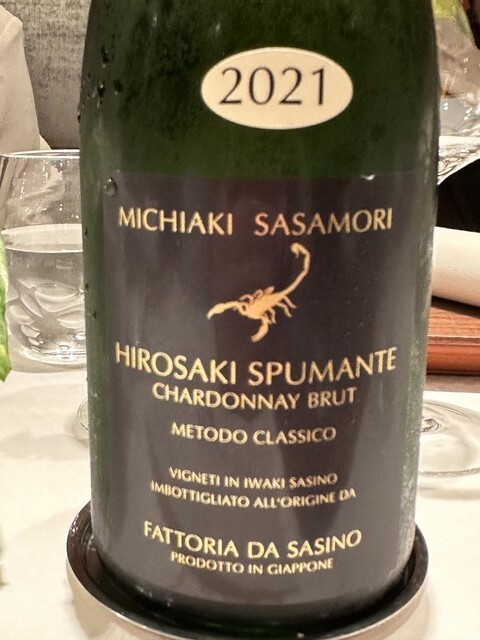 2021
MICHIAKI SASAMORI
HIROSAKI SPUMANTE
CHARDONNAY BRUT
METODO CLASSICO
VIGNETI IN IWAKI SASINO
IMBOTTIGLIATO ALL'ORIGINE DA
FATTORIA DA SASINO
PRODOTTO IN GIAPPONE